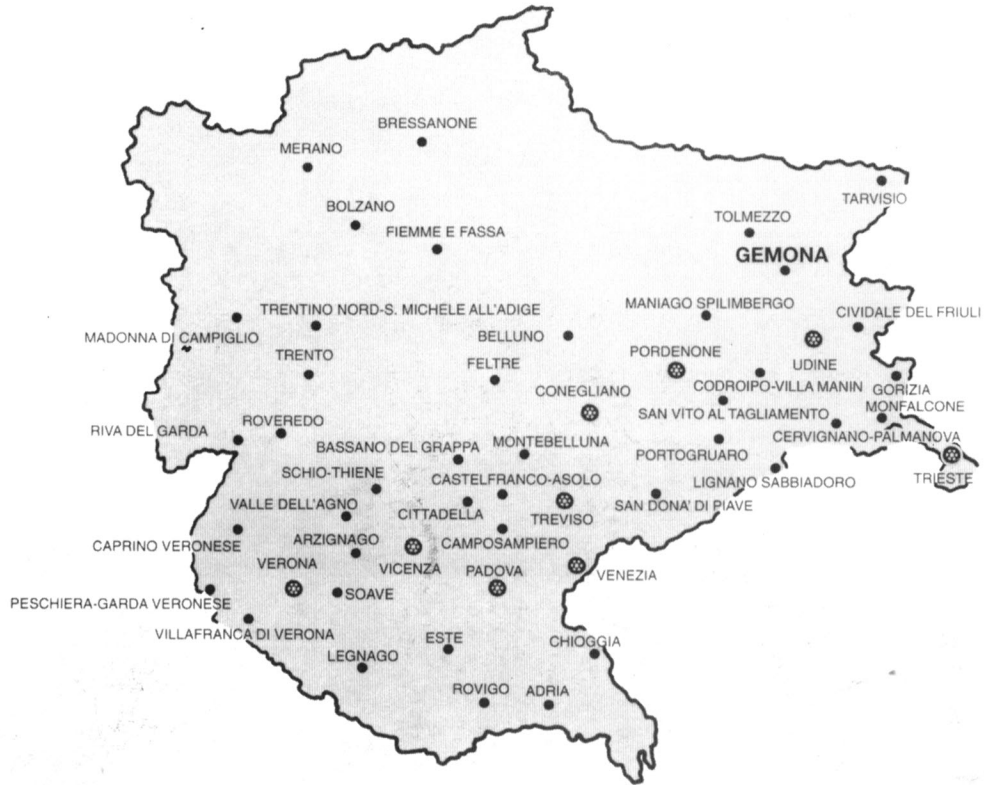 BRESSANONE
MERANO
TARVISIO
BOLZANO
TOLMEZZO
FIEMME E FASSA
GEMONA
MANIAGO SPILIMBERGO
TRENTINO NORD-S. MICHELE ALL'ADIGE
CIVIDALE DEL FRIULI
MADONNA DI CAMPIGLIO
BELLUNO
PORDENONE
TRENTO
FELTRE
UDINE
CODROIPO-VILLA MANIN
GORIZIA
CONEGLIANO
MONFALCONE
SAN VITO AL TAGLIAMENTO
ROVEREDO
RIVA DEL GARDA
CERVIGNANO-PALMANOVA
MONTEBELLUNA
BASSANO DEL GRAPPA
PORTOGRUARO
SCHIO-THIENE
CASTELFRANCO-ASOLO
LIGNANO SABBIADORO
TRIESTE
VALLE DELL'AGNO
SAN DONA' DI PIAVE
CITTADELLA
TREVISO
ARZIGNAGO
CAMPOSAMPIERO
CAPRINO VERONESE
VERONA
VICENZA
PADOVA
VENEZIA
SOAVE
PESCHIERA-GARDA VERONESE
VILLAFRANCA DI VERONA
ESTE
CHIOGGIA
LEGNAGO
ROVIGO
ADRIA